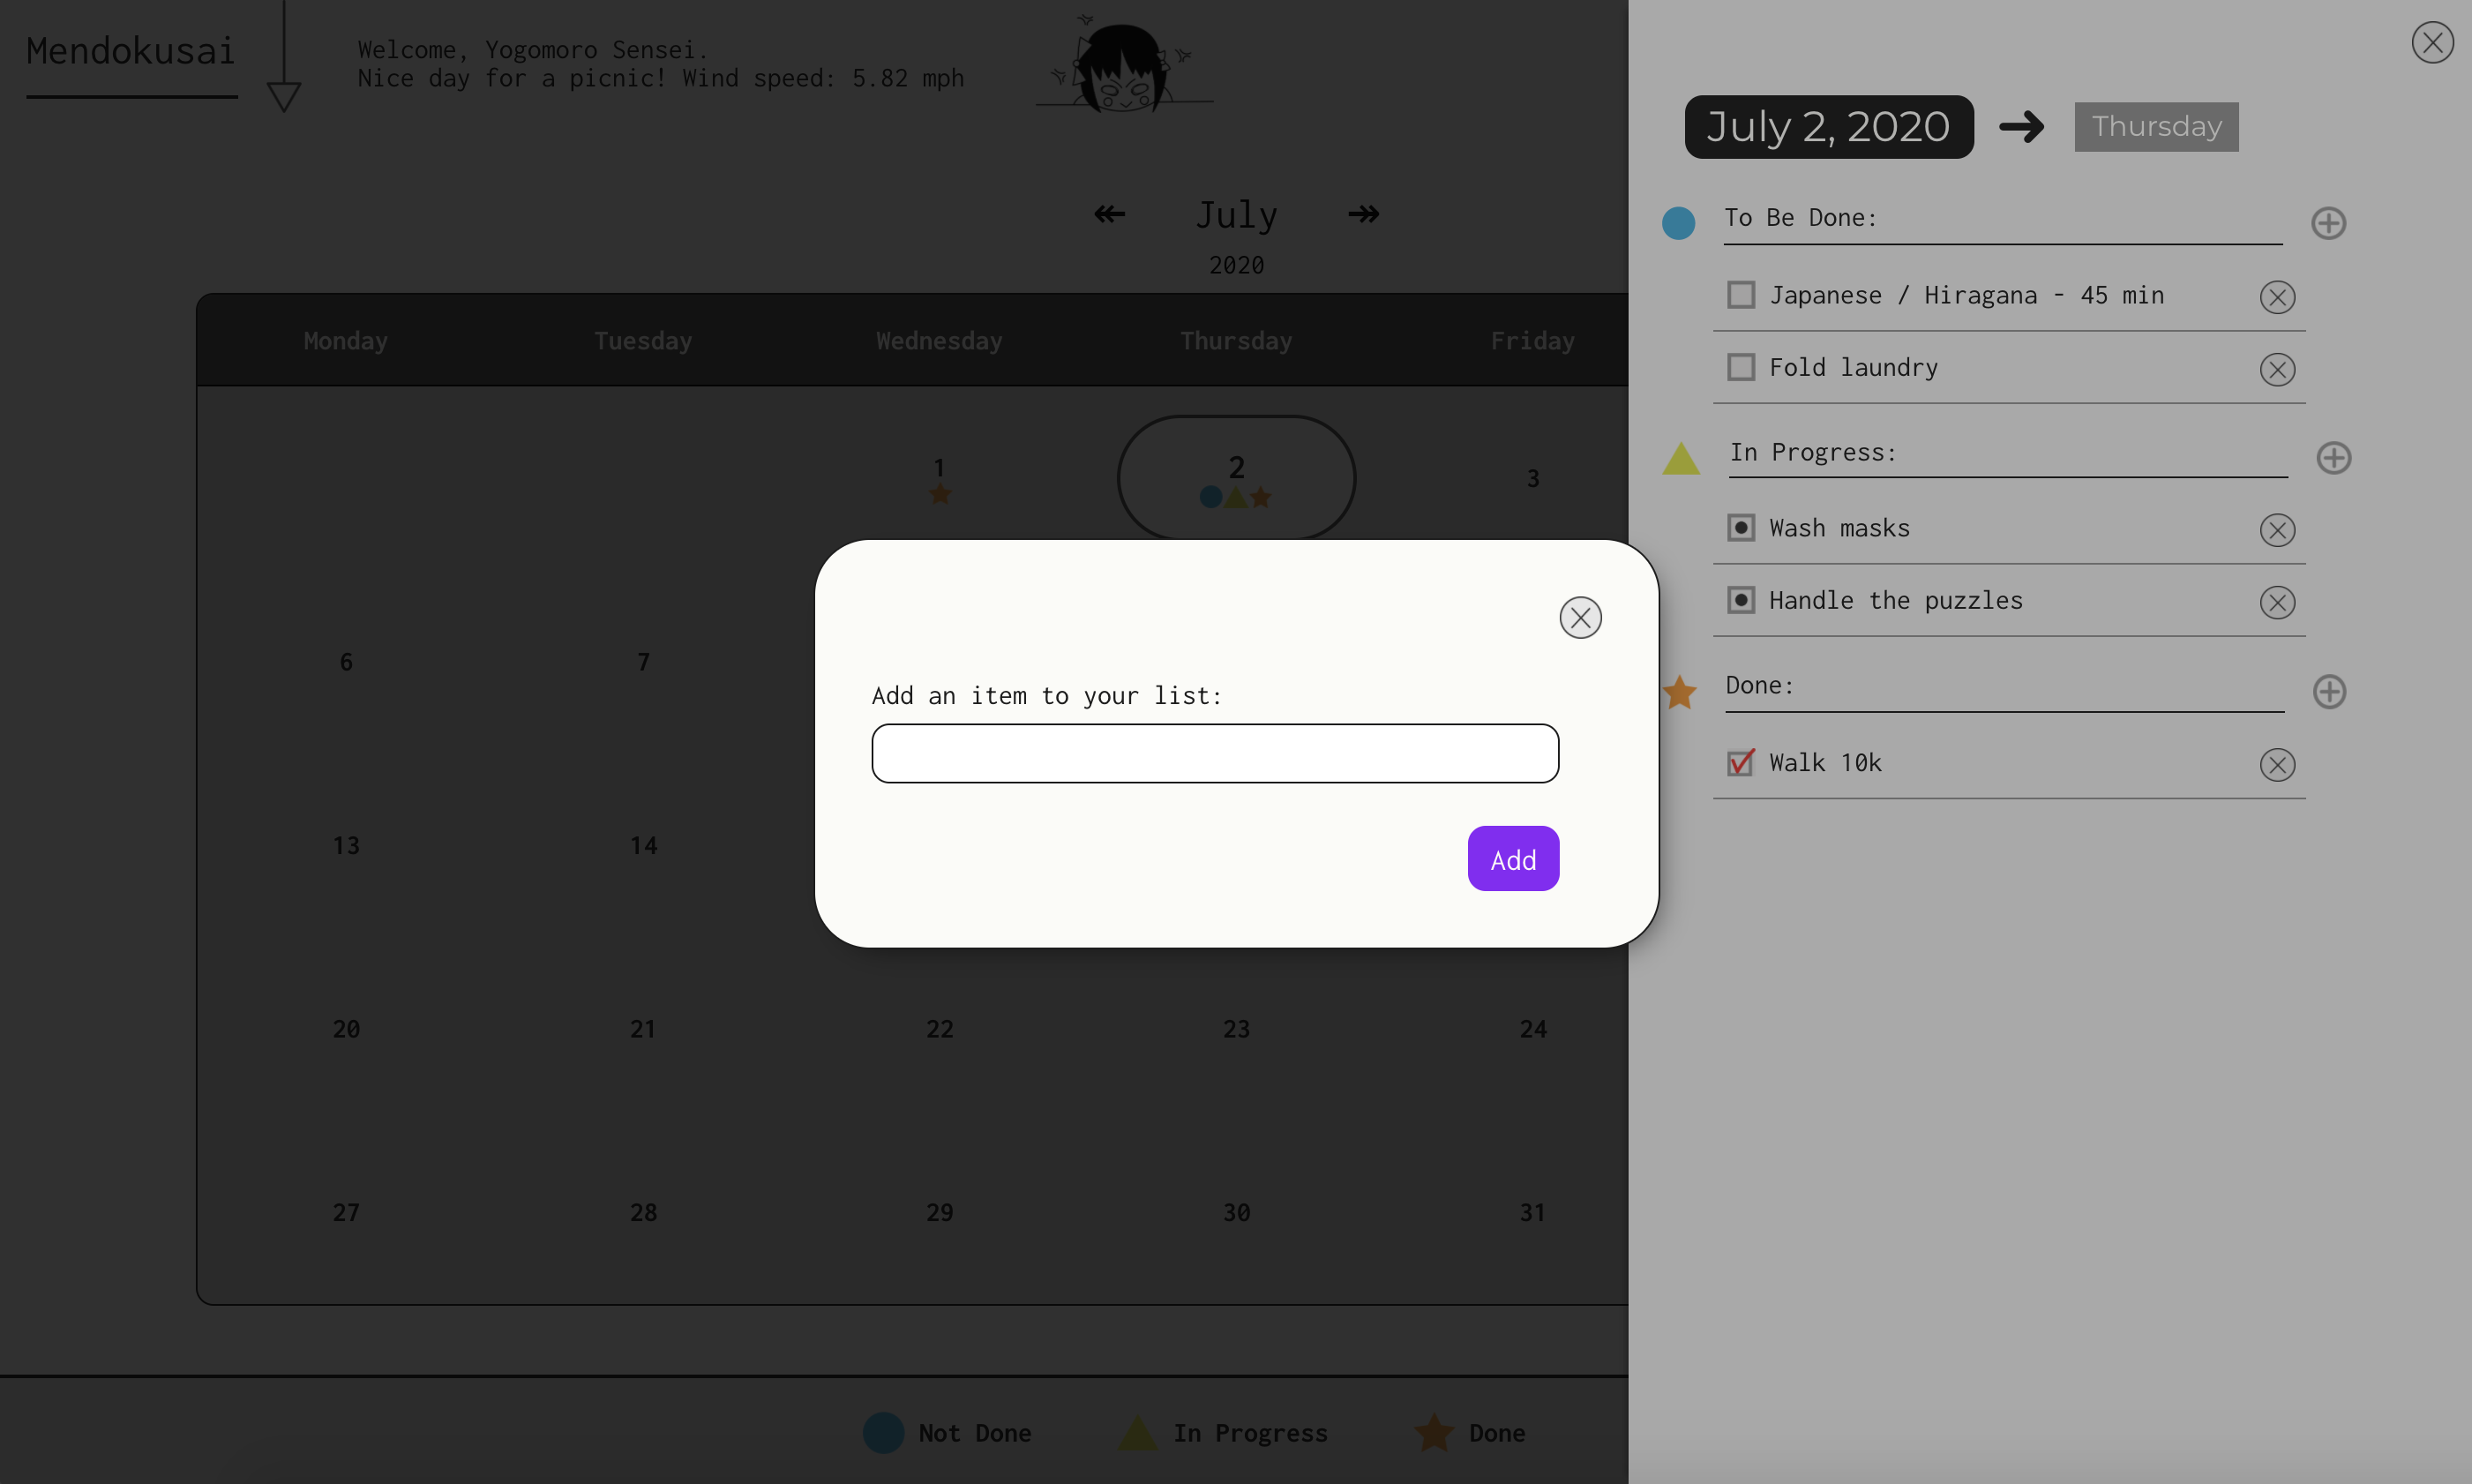 Mendokusai
Welcome, Yogomoro Sensei.
Nice day for a picnic! Wind speed: 5.82 mph
July
2020
Monday Tuesday Wednesday Thursday Friday
1 2 3
6 7
13 14
20 21 22 23 24
27 28 29 30 31
Not Done In Progress Done
Add an item to your list:
Add
July 2, 2020 Thursday
To Be Done:
Japanese / Hiragana - 45 min
Fold laundry
In Progress:
Wash masks
Handle the puzzles
Done:
Walk 10k